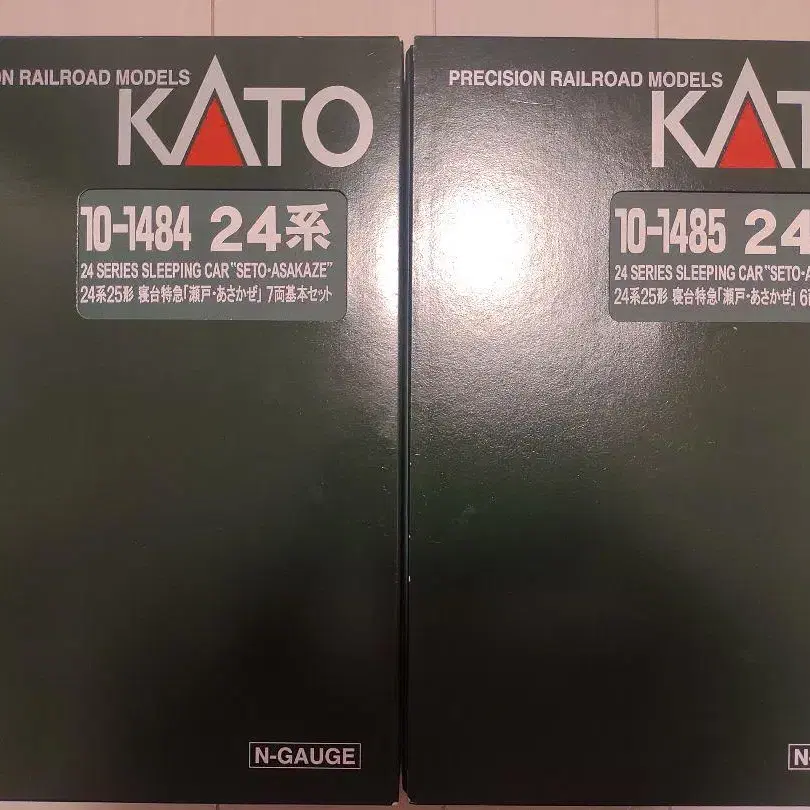 ON RAILROAD MODELS
KATO
10-1484 24系
24 SERIES SLEEPING CAR "SETO・ASAKAZE"
24系25形 寝台特急「瀬戸・あさかぜ」7両基本セット
N-GAUGE
PRECISION RAILROAD MODELS
KAT
10-1485 24
24 SERIES SLEEPING CAR "SETO・A
24系25形 寝台特急「瀬戸・あさかぜ」6
N-